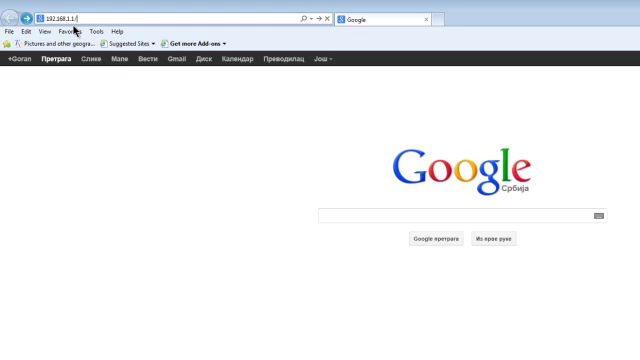 192.168.1.1/
Google
File Edit View Favorites Tools Help
Pictures and other geogra... Suggested Sites Get more Add-ons
+Goran Претрага Слике Мапе Вести Gmail Диск Календар Преводилац Још
Google
Србија
Google претрага Из прве руке